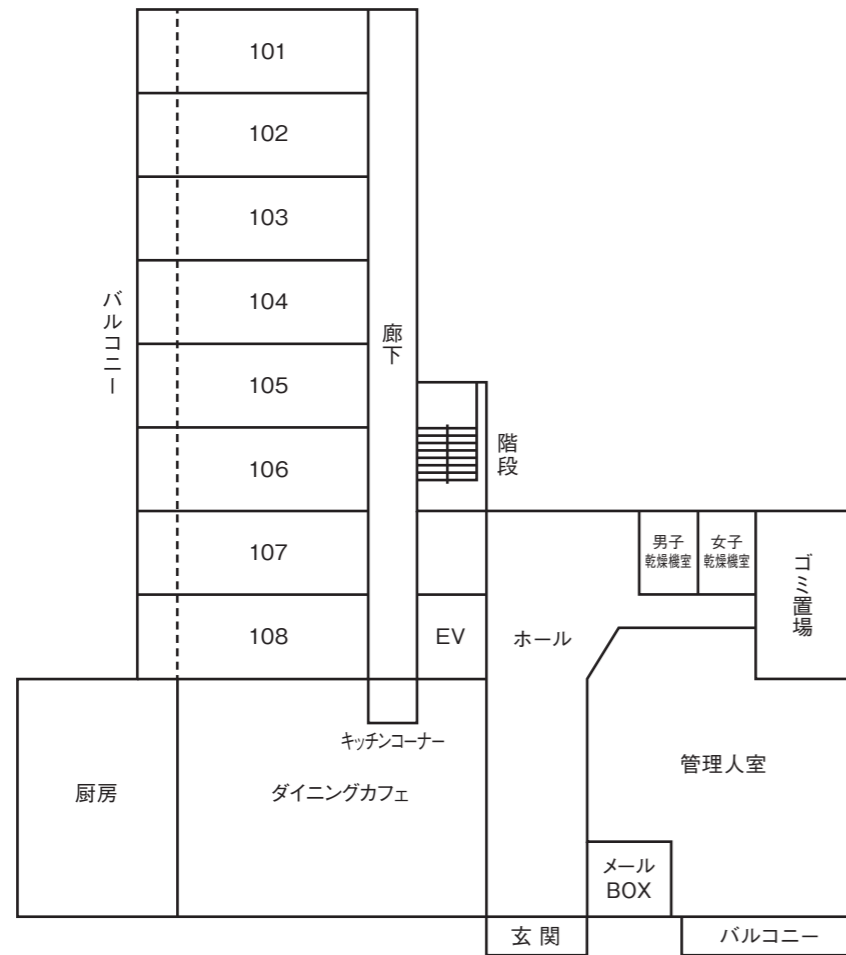 101
102
103
104
105
106
107
108
バルコニー
廊下
階段
EV
ホール
男子
乾燥機室
女子
乾燥機室
ゴミ置場
キッチンコーナー
厨房
ダイニングカフェ
管理人室
メール
BOX
玄関
バルコニー